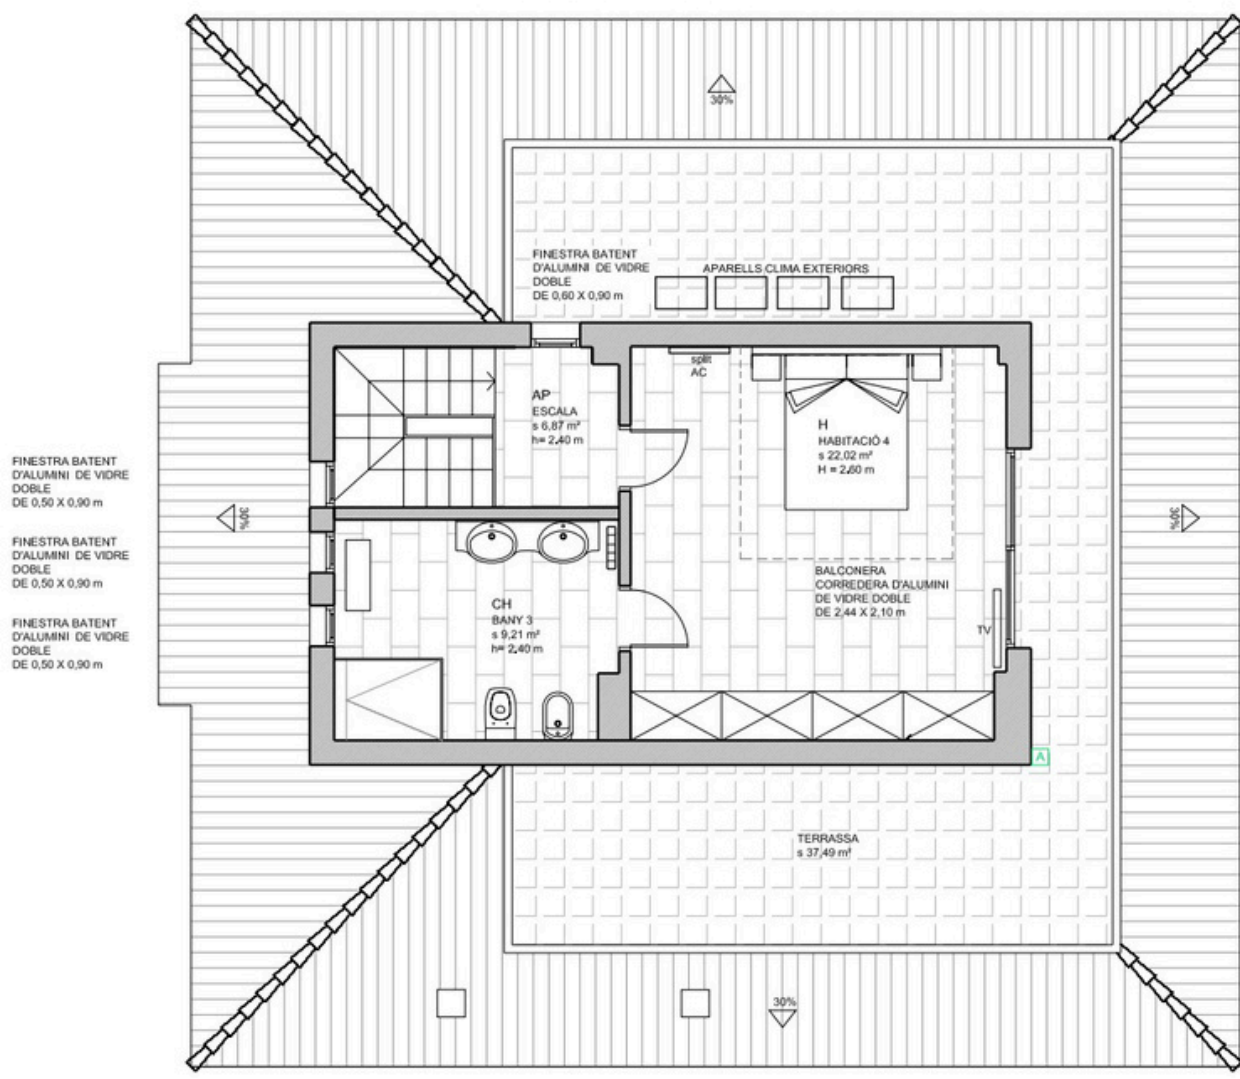 30%
FINESTRA BATENT
D'ALUMINI DE VIDRE
DOBLE
DE 0,60 X 0,90 m
APARELLS CLIMA EXTERIORS
split
AC
AP
ESCALA
s 6,87 m²
h= 2.40 m
H
HABITACIÓ 4
s 22,02 m²
H = 2.60 m
FINESTRA BATENT
D'ALUMINI DE VIDRE
DOBLE
DE 0,50 X 0,90 m
30%
30%
FINESTRA BATENT
D'ALUMINI DE VIDRE
DOBLE
DE 0,50 X 0,90 m
BALCONERA
CORREDERA D'ALUMINI
DE VIDRE DOBLE
DE 2,44 X 2,10 m
CH
BANY 3
s 9,21 m²
h= 2.40 m
FINESTRA BATENT
D'ALUMINI DE VIDRE
DOBLE
DE 0,50 X 0,90 m
TV
A
TERRASSA
s 37,49 m²
30%